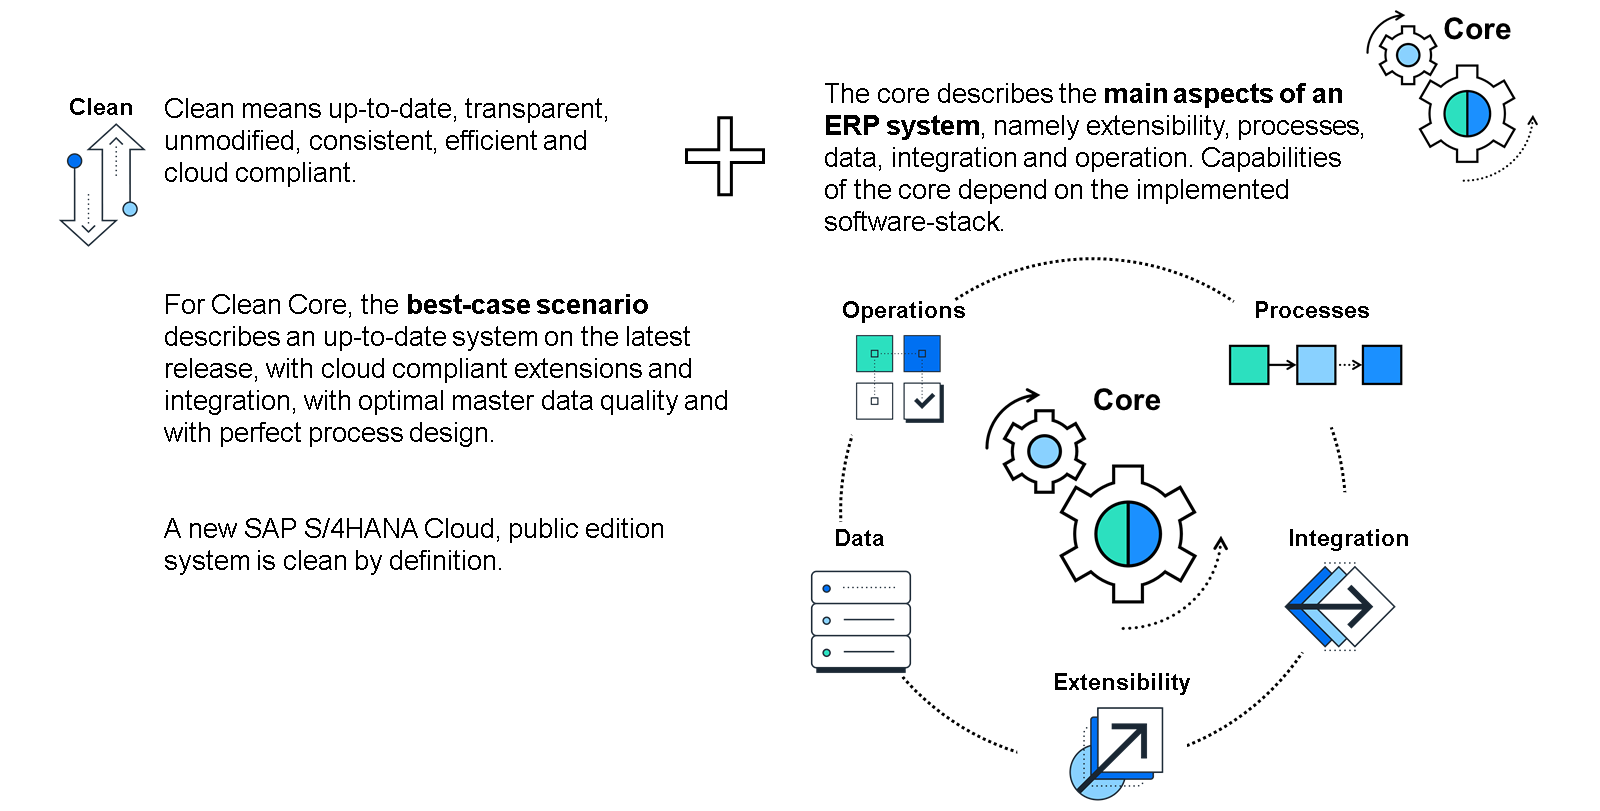 Clean
Clean means up-to-date, transparent,
unmodified, consistent, efficient and
cloud compliant.
For Clean Core, the best-case scenario
describes an up-to-date system on the latest
release, with cloud compliant extensions and
integration, with optimal master data quality and
with perfect process design.
A new SAP S/4HANA Cloud, public edition
system is clean by definition.
Core
The core describes the main aspects of an
ERP system, namely extensibility, processes,
data, integration and operation. Capabilities
of the core depend on the implemented
software-stack.
Operations
Processes
Core
Data
Integration
Extensibility